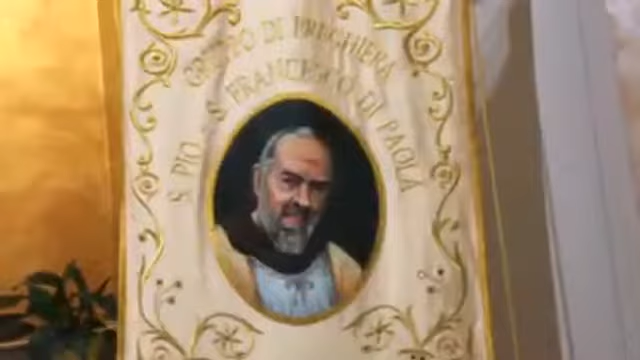 GRUPPO DI PREGHIERA
S. PIO "S. FRANCESCO DI PAOLA